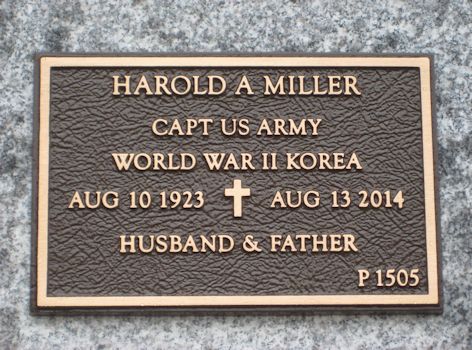 HAROLD A MILLER
CAPT US ARMY
WORLD WAR II KOREA
AUG 10 1923 AUG 13 2014
HUSBAND & FATHER
P 1505